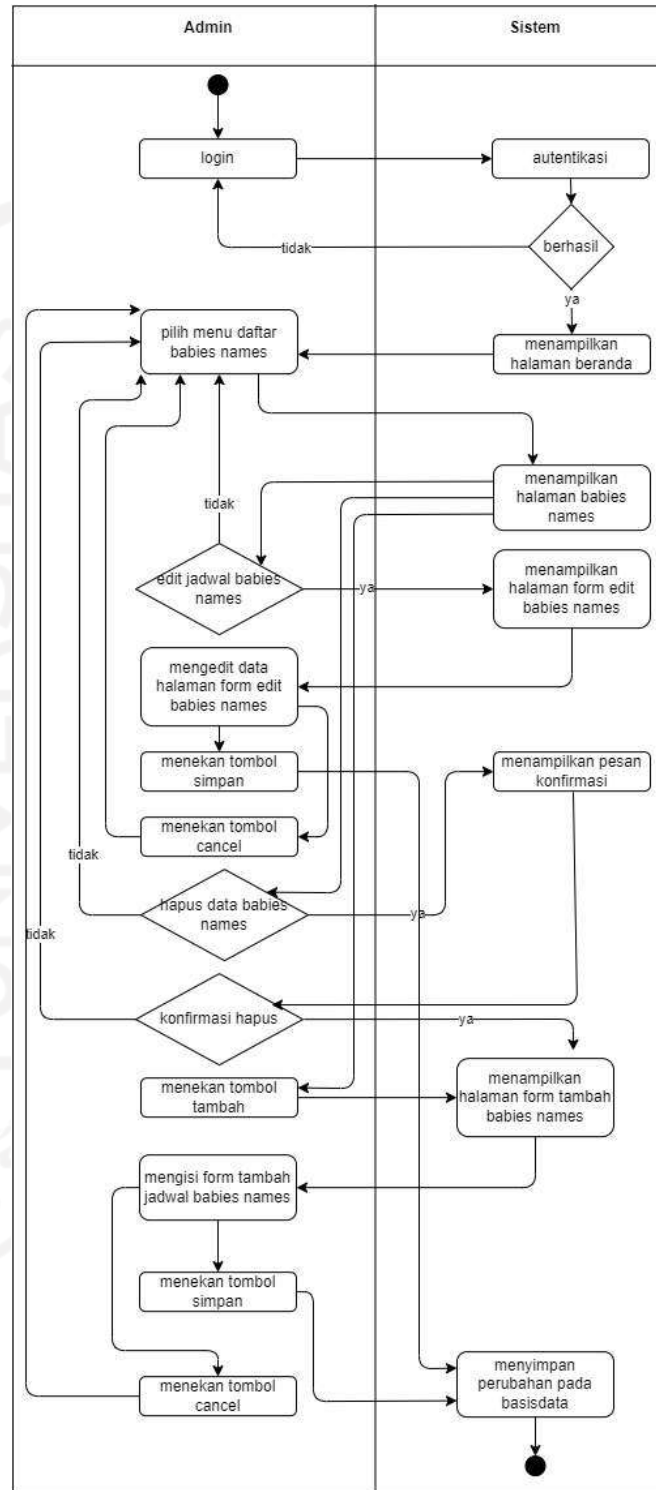 Admin
Sistem
login
autentikasi
tidak
berhasil
ya
pilih menu daftar
babies names
menampilkan
halaman beranda
menampilkan
halaman babies
names
tidak
edit jadwal babies
names
ya
menampilkan
halaman form edit
babies names
mengedit data
halaman form edit
babies names
menekan tombol
simpan
menampilkan pesan
konfirmasi
menekan tombol
cancel
tidak
hapus data babies
names
ya
tidak
konfirmasi hapus
ya
menekan tombol
tambah
menampilkan
halaman form tambah
babies names
mengisi form tambah
jadwal babies names
menekan tombol
simpan
menekan tombol
cancel
menyimpan
perubahan pada
basisdata